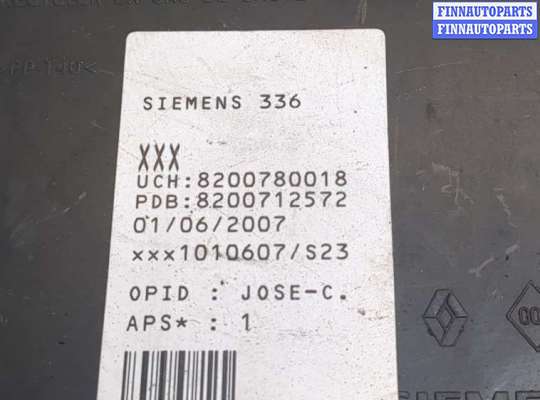 FINNAUTOPARTS
FINNAUTOPARTS
SIEMENS 336
XXX
UCH:8200780018
PDB:8200712572
01/06/2007
xxx1010607/S23
OPID : JOSE-C.
APS* : 1